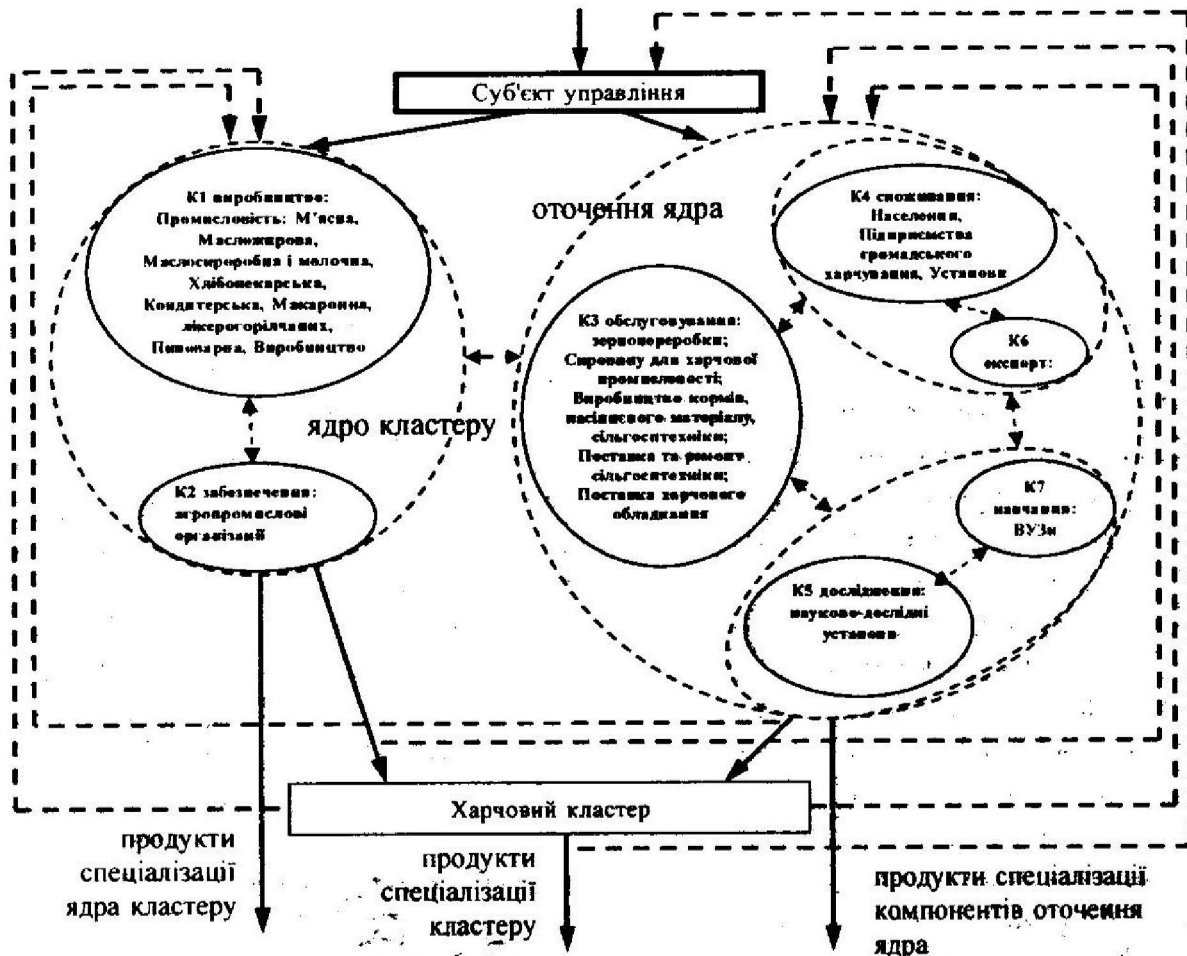 Суб'єкт управління
К1 виробництво:
Промисловість: М'ясна,
Масложирова,
Маслосиробна і молочна,
Хлібопекарська,
Кондитерська, Макаронна,
лікерогорілчаних,
Пивоварна, Виробництво
ядро кластеру
К2 забезпечення:
агропромислові
організації
оточення ядра
К3 обслуговування:
зернопереробки;
Сировину для харчової
промисловості;
Виробництво кормів,
насіннєвого матеріалу,
сільгосптехніки;
Поставка та ремонт
сільгосптехніки;
Поставка харчового
обладнання
К4 споживання:
Населення,
Підприємства
громадського
харчування, Установи
К6
експорт:
К7
навчання:
ВУЗи
К5 дослідження:
науково-дослідні
установи
Харчовий кластер
продукти
спеціалізації
ядра кластеру
продукти
спеціалізації
кластеру
продукти спеціалізації
компонентів оточення
ядра